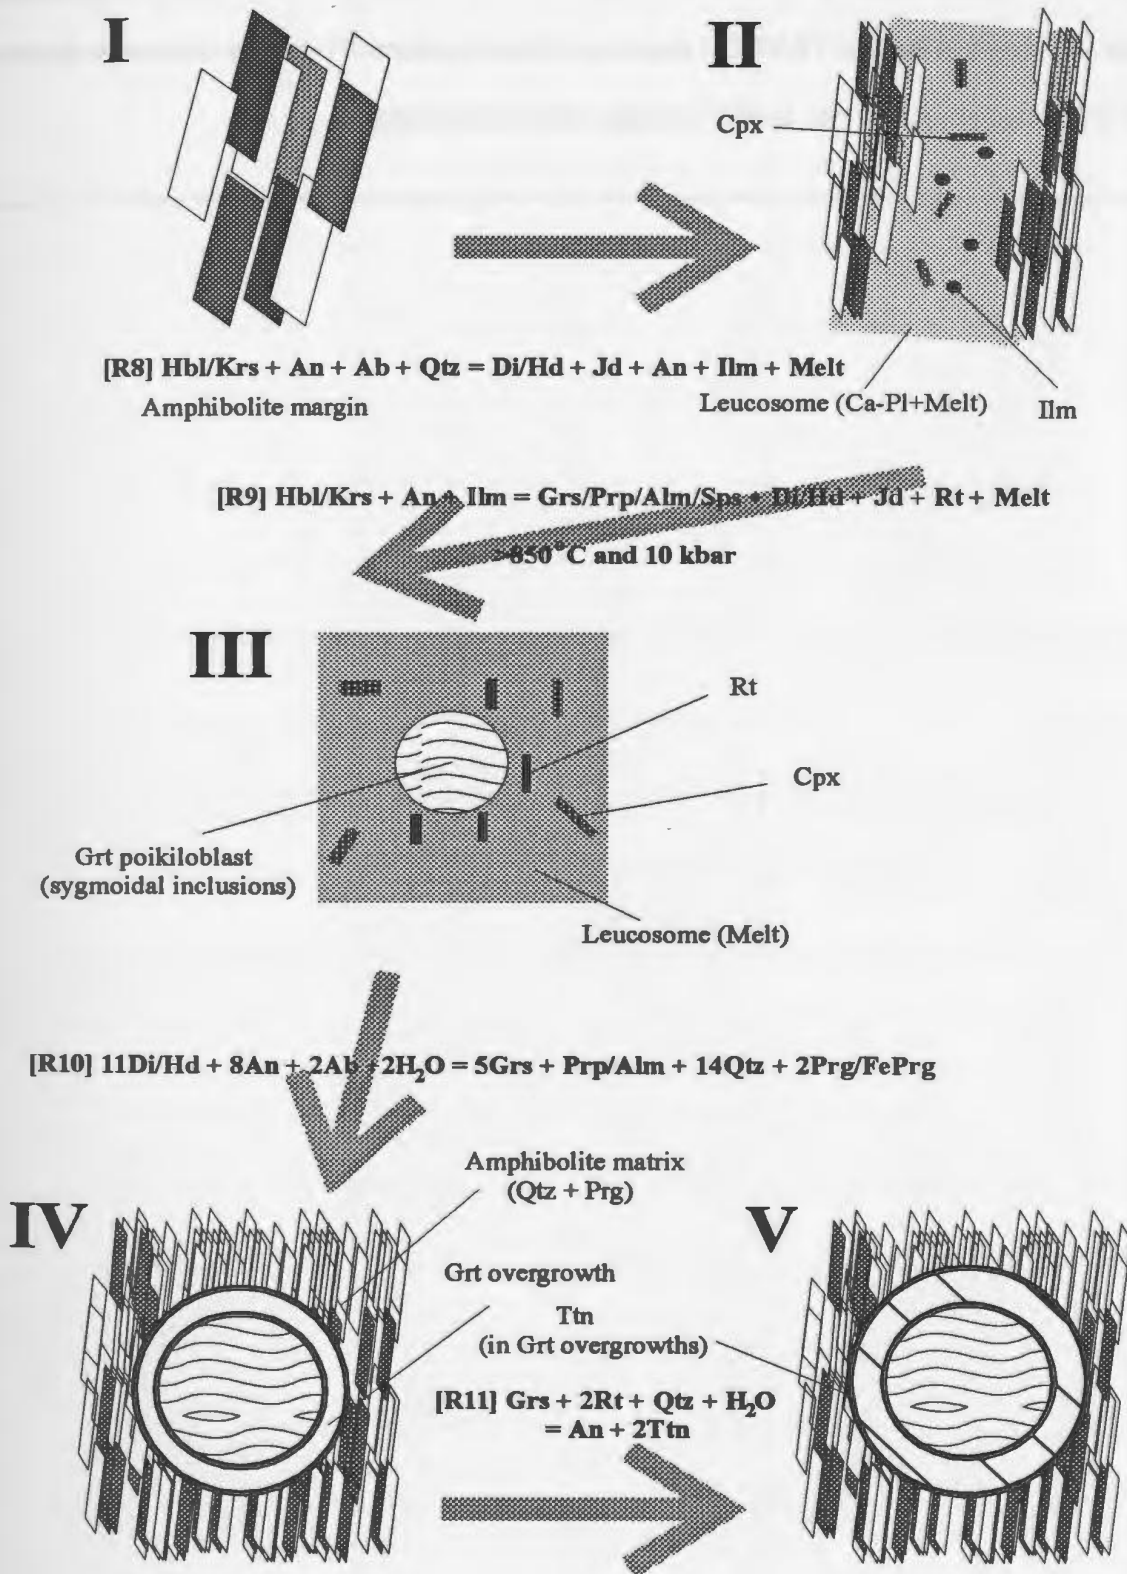 I
II
Cpx
[R8] Hbl/Krs + An + Ab + Qtz = Di/Hd + Jd + An + Ilm + Melt
Amphibolite margin
Leucosome (Ca-Pl+Melt)
Ilm
[R9] Hbl/Krs + An + Ilm = Grs/Prp/Alm/Sps + Di/Hd + Jd + Rt + Melt
>850°C and 10 kbar
III
Rt
Cpx
Grt poikiloblast
(sygmoidal inclusions)
Leucosome (Melt)
[R10] 11Di/Hd + 8An + 2Ab +2H₂O = 5Grs + Prp/Alm + 14Qtz + 2Prg/FePrg
Amphibolite matrix
(Qtz + Prg)
IV
V
Grt overgrowth
Ttn
(in Grt overgrowths)
[R11] Grs + 2Rt + Qtz + H₂O
= An + 2Ttn